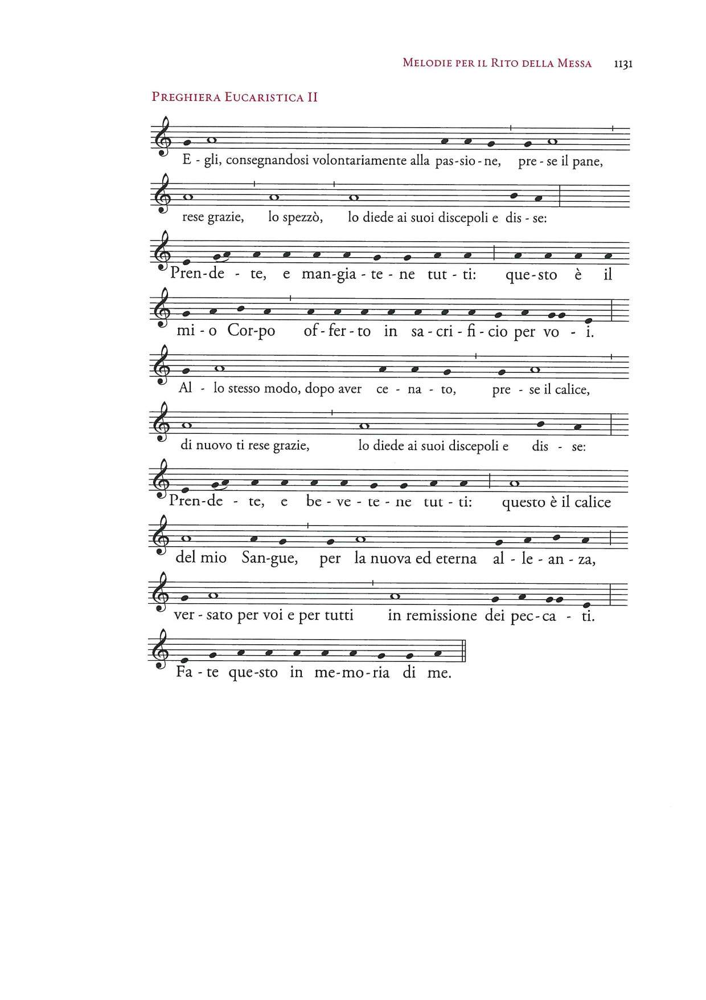 MELODIE PER IL RITO DELLA MESSA 1131
PREGHIERA EUCARISTICA II
E - gli, consegnandosi volontariamente alla pas-sio - ne, pre - se il pane,
rese grazie, lo spezzò, lo diede ai suoi discepoli e dis - se:
Pren-de - te, e man-gia - te - ne tut - ti: que-sto è il
mi - o Cor-po of - fer - to in sa - cri - fi - cio per vo - i.
Al - lo stesso modo, dopo aver ce - na - to, pre - se il calice,
di nuovo ti rese grazie, lo diede ai suoi discepoli e dis - se:
Pren-de - te, e be - ve - te - ne tut - ti: questo è il calice
del mio San-gue, per la nuova ed eterna al - le - an - za,
ver - sato per voi e per tutti in remissione dei pec-ca - ti.
Fa - te que-sto in me-mo-ria di me.